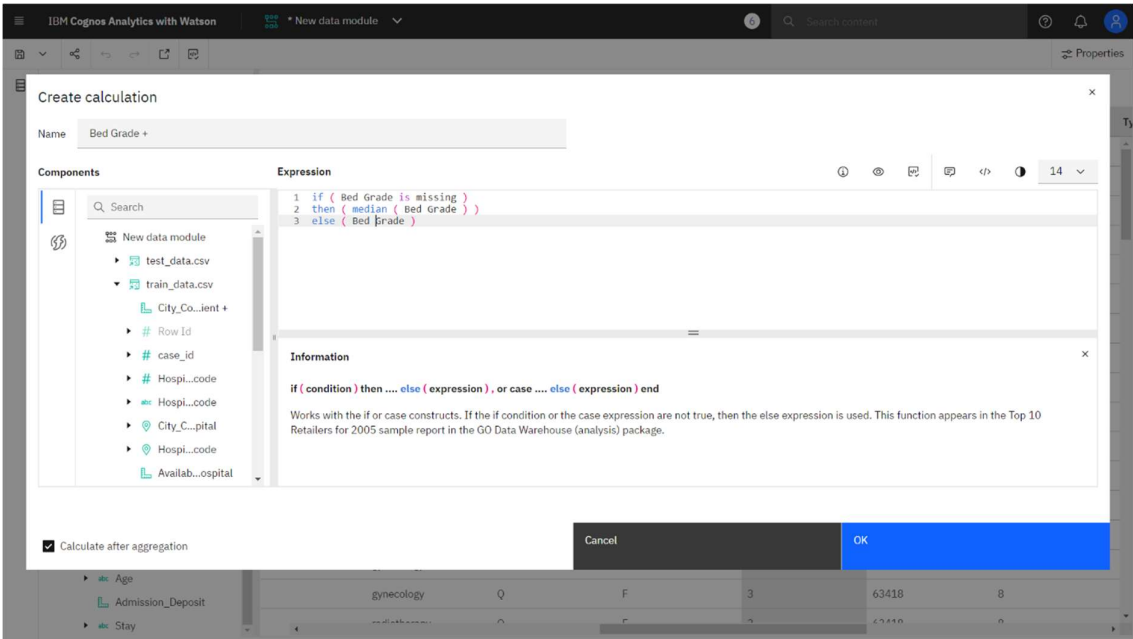 IBM Cognos Analytics with Watson
* New data module
6
Search content
Properties
Create calculation
Name
Bed Grade +
Components
Expression
14
Search
New data module
test_data.csv
train_data.csv
City_Co...ient +
# Row Id
# case_id
# Hospi...code
abc Hospi...code
City_C...pital
Hospi...code
Availab...ospital
1 if ( Bed Grade is missing )
2 then ( median ( Bed Grade ) )
3 else ( Bed Grade )
Information
if ( condition ) then .... else ( expression ) , or case .... else ( expression ) end
Works with the if or case constructs. If the if condition or the case expression are not true, then the else expression is used. This function appears in the Top 10
Retailers for 2005 sample report in the GO Data Warehouse (analysis) package.
Calculate after aggregation
Cancel
OK
abc Age
Admission_Deposit
abc Stay
gynecology Q F 3 63418 8